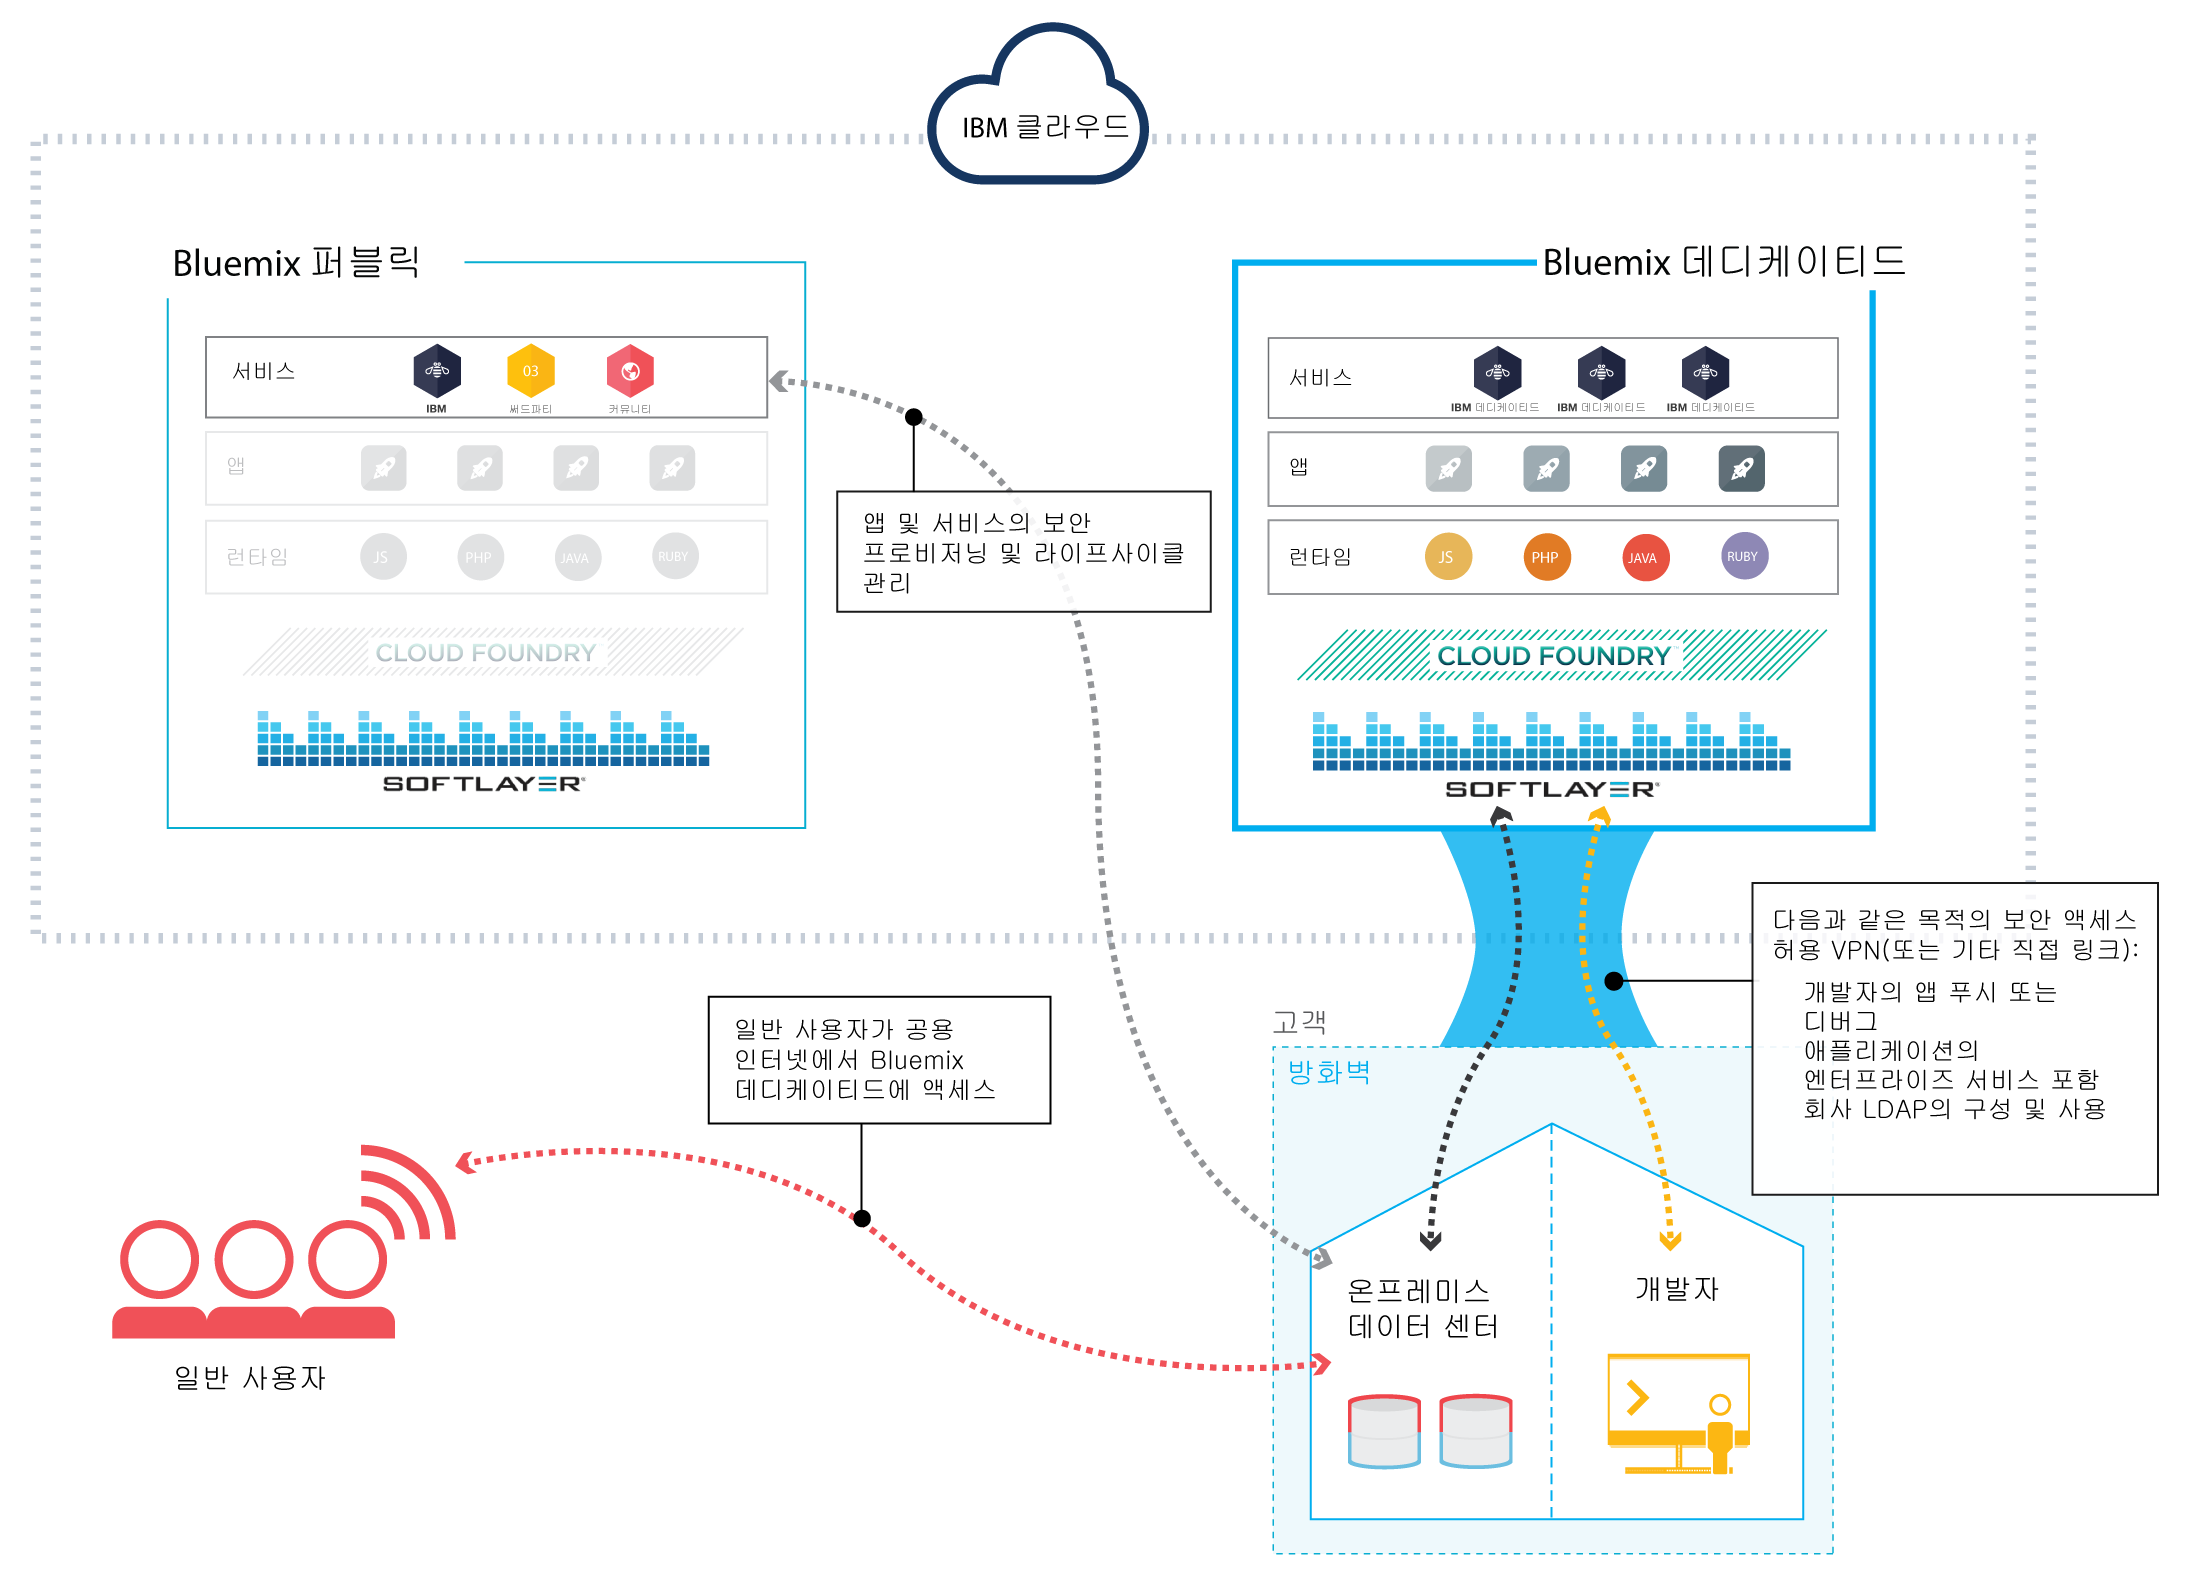 IBM 클라우드
Bluemix 퍼블릭
서비스
IBM
03
써드파티
커뮤니티
앱
런타임
JS
PHP
JAVA
RUBY
CLOUD FOUNDRY
SOFTLAYER®
앱 및 서비스의 보안
프로비저닝 및 라이프사이클
관리
Bluemix 데디케이티드
서비스
IBM 데디케이티드
IBM 데디케이티드
IBM 데디케이티드
앱
런타임
JS
PHP
JAVA
RUBY
CLOUD FOUNDRY™
SOFTLAYER®
다음과 같은 목적의 보안 액세스
허용 VPN(또는 기타 직접 링크):
개발자의 앱 푸시 또는
디버그
애플리케이션의
엔터프라이즈 서비스 포함
회사 LDAP의 구성 및 사용
일반 사용자가 공용
인터넷에서 Bluemix
데디케이티드에 액세스
고객
방화벽
온프레미스
데이터 센터
개발자
일반 사용자